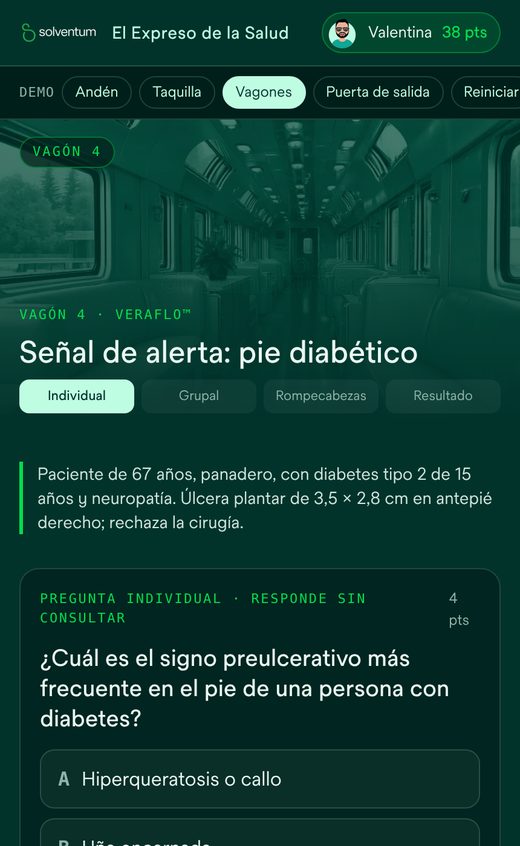 solventum El Expreso de la Salud Valentina 38 pts
DEMO Andén Taquilla Vagones Puerta de salida Reiniciar
VAGÓN 4
VAGÓN 4 · VERAFLO™
Señal de alerta: pie diabético
Individual Grupal Rompecabezas Resultado
Paciente de 67 años, panadero, con diabetes tipo 2 de 15
años y neuropatía. Úlcera plantar de 3,5 × 2,8 cm en antepié
derecho; rechaza la cirugía.
PREGUNTA INDIVIDUAL · RESPONDE SIN
CONSULTAR
4
pts
¿Cuál es el signo preulcerativo más
frecuente en el pie de una persona con
diabetes?
A Hiperqueratosis o callo